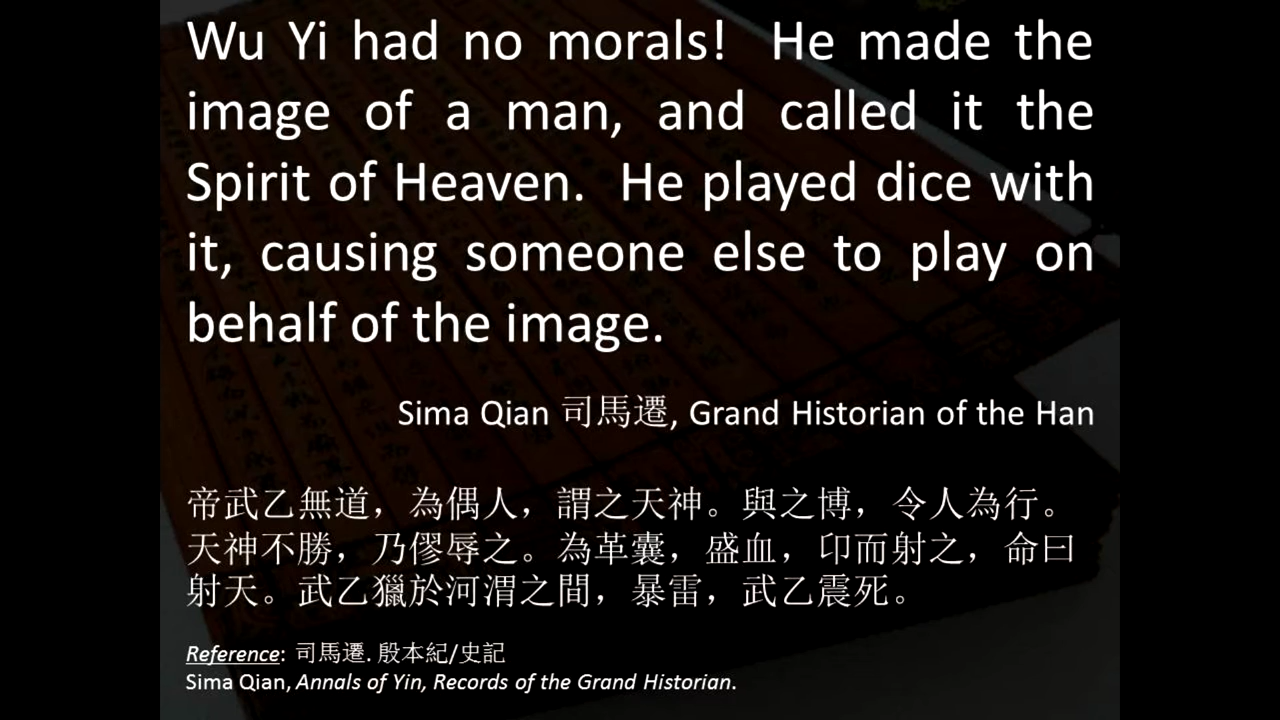 Wu Yi had no morals!  He made the
image of a man, and called it the
Spirit of Heaven.  He played dice with
it, causing someone else to play on
behalf of the image.
Sima Qian 司馬遷, Grand Historian of the Han
帝武乙無道，為偶人，謂之天神。與之博，令人為行。
天神不勝，乃僇辱之。為革囊，盛血，卬而射之，命曰
射天。武乙獵於河渭之間，暴雷，武乙震死。
Reference: 司馬遷. 殷本紀/史記
Sima Qian, Annals of Yin, Records of the Grand Historian.